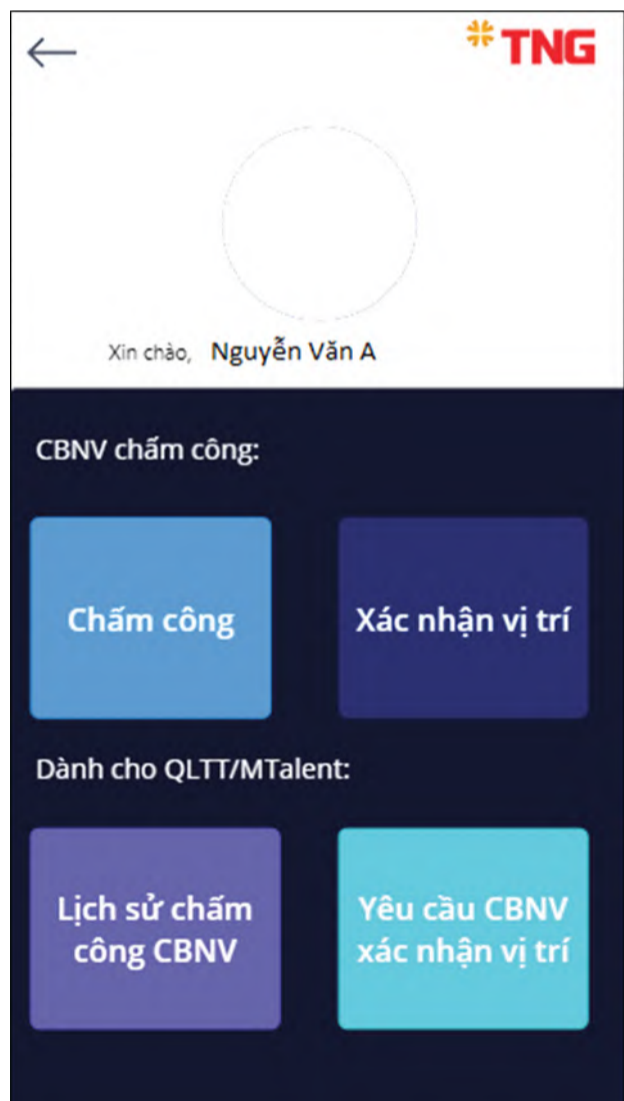 TNG
Xin chào, Nguyễn Văn A
CBNV chấm công:
Chấm công
Xác nhận vị trí
Dành cho QLTT/MTalent:
Lịch sử chấm
công CBNV
Yêu cầu CBNV
xác nhận vị trí